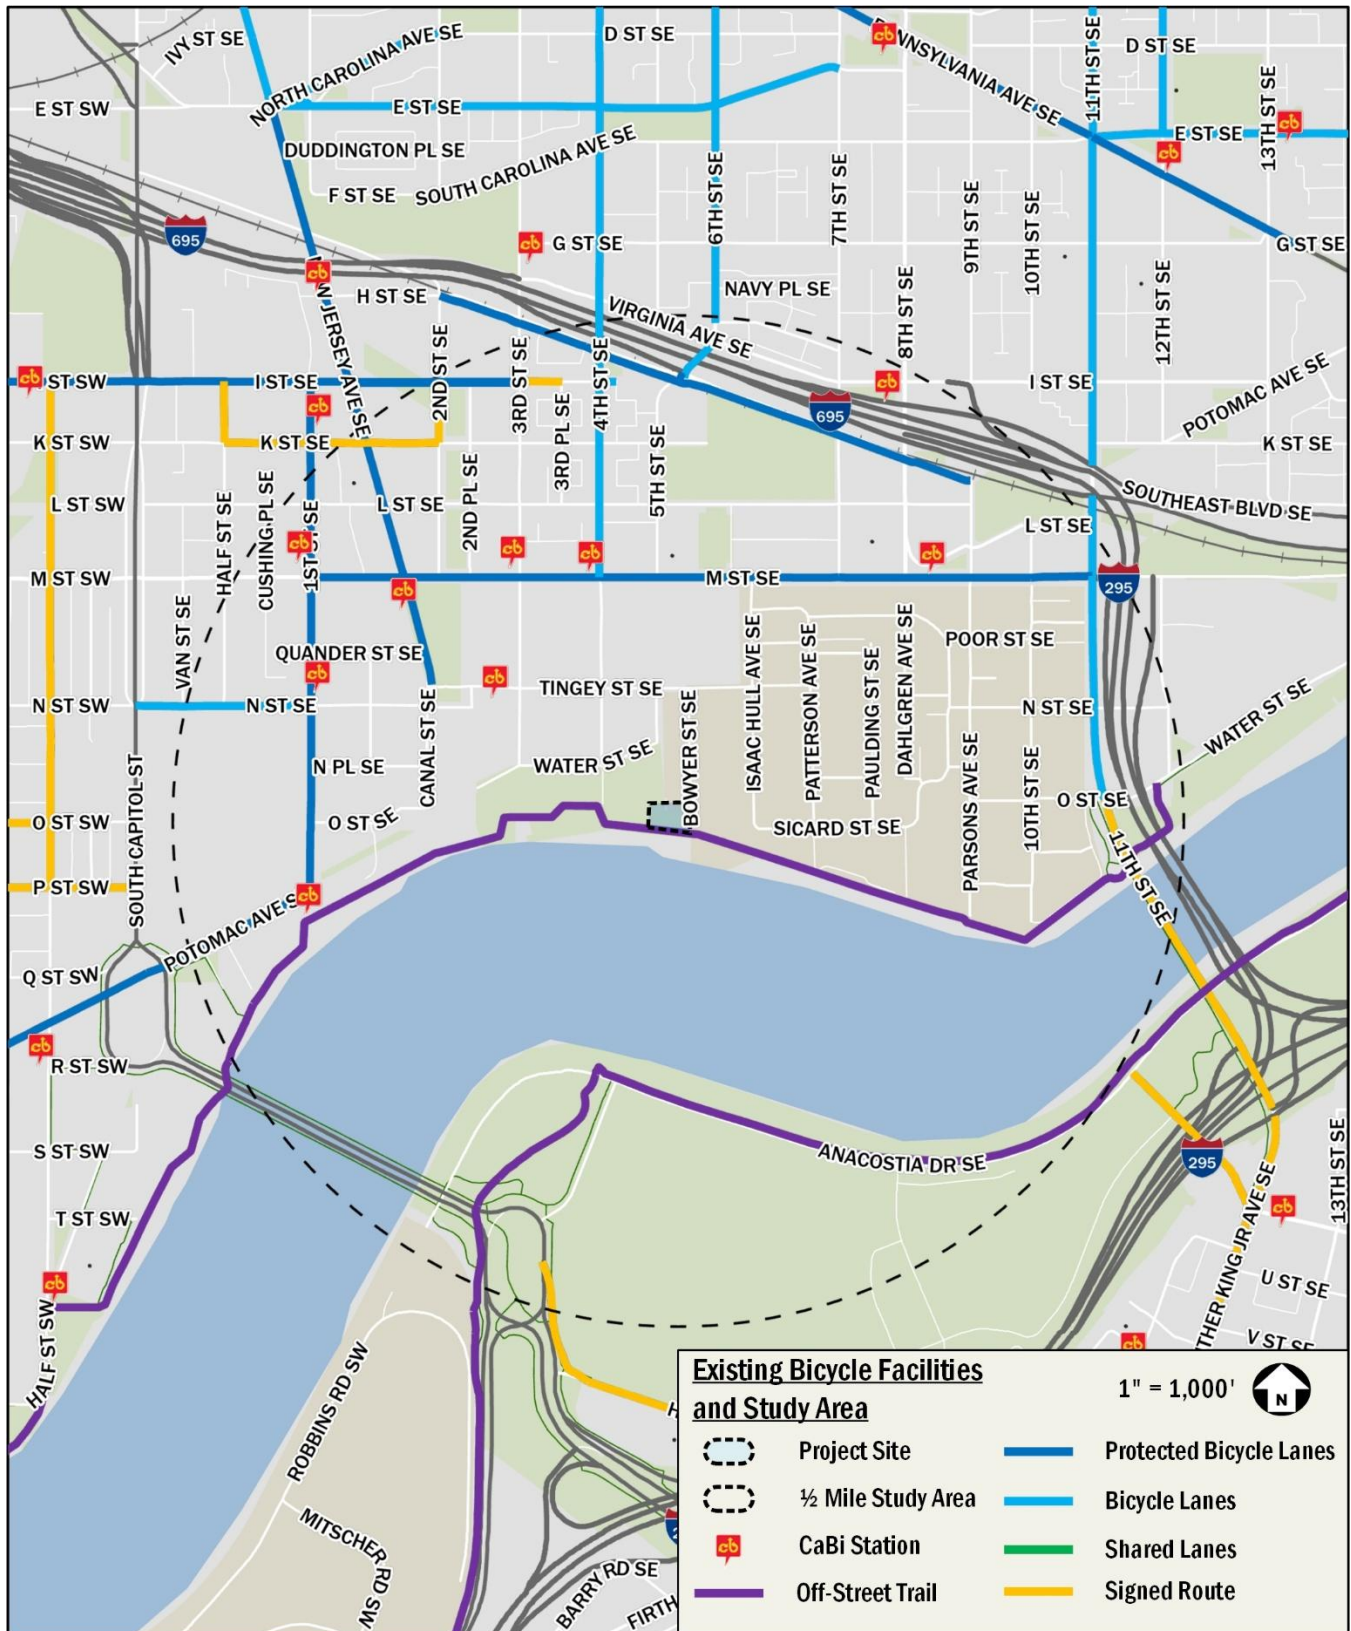 IVY ST SE
NORTH CAROLINA AVE SE
D ST SE
NNSYLVANIA AVE SE
11TH ST SE
D ST SE
13TH ST SE
E ST SW
E ST SE
E ST SE
DUDDINGTON PL SE
F ST SE
SOUTH CAROLINA AVE SE
6TH ST SE
7TH ST SE
9TH ST SE
10TH ST SE
695
G ST SE
G ST SE
H ST SE
W JERSEY AVE SE
NAVY PL SE
VIRGINIA AVE SE
8TH ST SE
12TH ST SE
ST SW
I ST SE
2ND ST SE
3RD ST SE
4TH ST SE
695
I ST SE
POTOMAC AVE SE
K ST SW
K ST SE
3RD PL SE
5TH ST SE
K ST SE
L ST SW
HALF ST SE
CUSHING PL SE
1ST ST SE
L ST SE
2ND PL SE
L ST SE
SOUTHEAST BLVD SE
M ST SW
M ST SE
295
VAN ST SE
QUANDER ST SE
ISAAC HULL AVE SE
PATTERSON AVE SE
PAULDING ST SE
DAHLGREN AVE SE
POOR ST SE
N ST SW
N ST SE
CANAL ST SE
TINGEY ST SE
BOWYER ST SE
N ST SE
WATER ST SE
SOUTH CAPITOL ST
N PL SE
WATER ST SE
PARSONS AVE SE
10TH ST SE
O ST SW
O ST SE
SICARD ST SE
O ST SE
11TH ST SE
P ST SW
POTOMAC AVE S
Q ST SW
R ST SW
S ST SW
ANACOSTIA DR SE
295
13TH ST SE
T ST SW
THER KING JR AVE SE
U ST SE
HALF ST SW
V ST SE
ROBBINS RD SW
H
MITSCHER RD SW
BARRY RD SE
FIRTH
Existing Bicycle Facilities
and Study Area
1" = 1,000'
N
Project Site
Protected Bicycle Lanes
½ Mile Study Area
Bicycle Lanes
cb
CaBi Station
Shared Lanes
Off-Street Trail
Signed Route